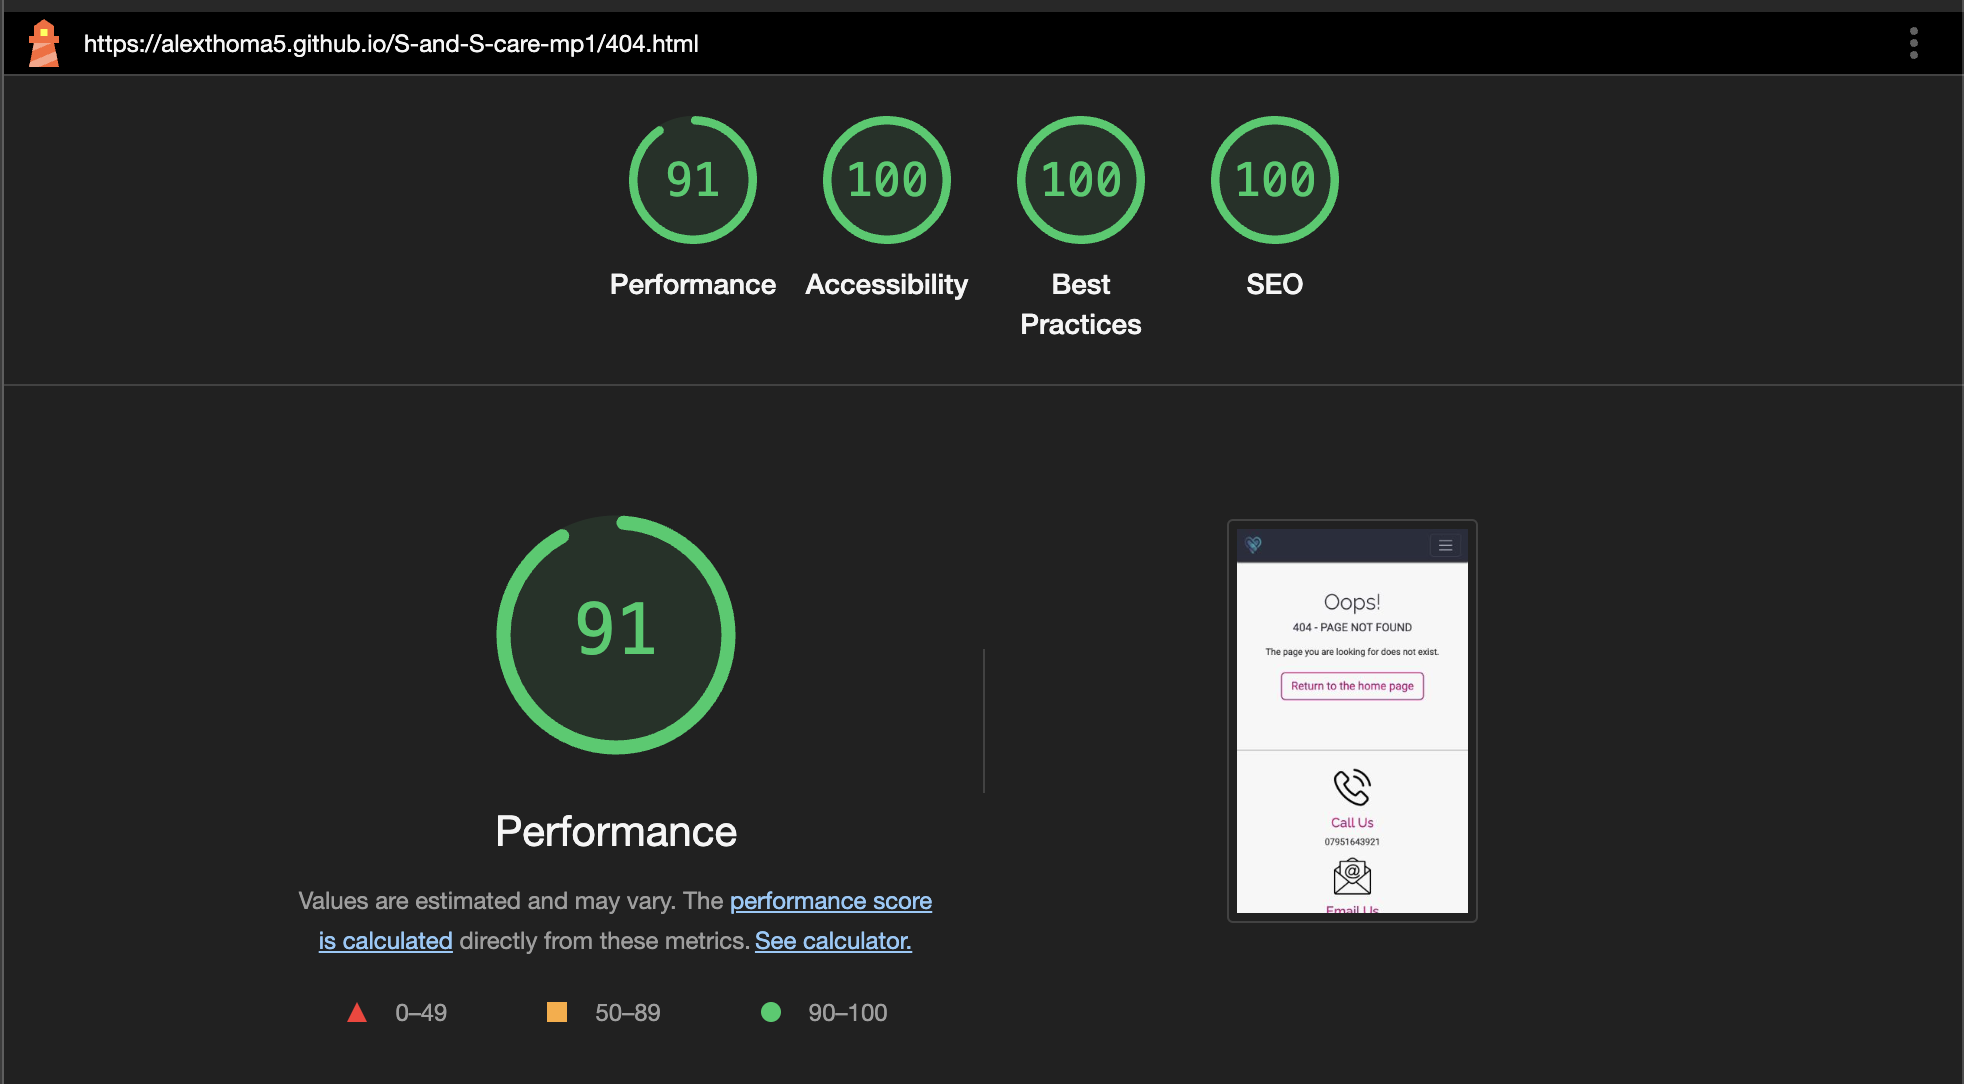 https://alexthoma5.github.io/S-and-S-care-mp1/404.html
91
100
100
100
Performance
Accessibility
Best
Practices
SEO
91
Performance
Values are estimated and may vary. The performance score
is calculated directly from these metrics. See calculator.
0–49
50–89
90–100
Oops!
404 - PAGE NOT FOUND
The page you are looking for does not exist.
Return to the home page
Call Us
07951643921
Email Us